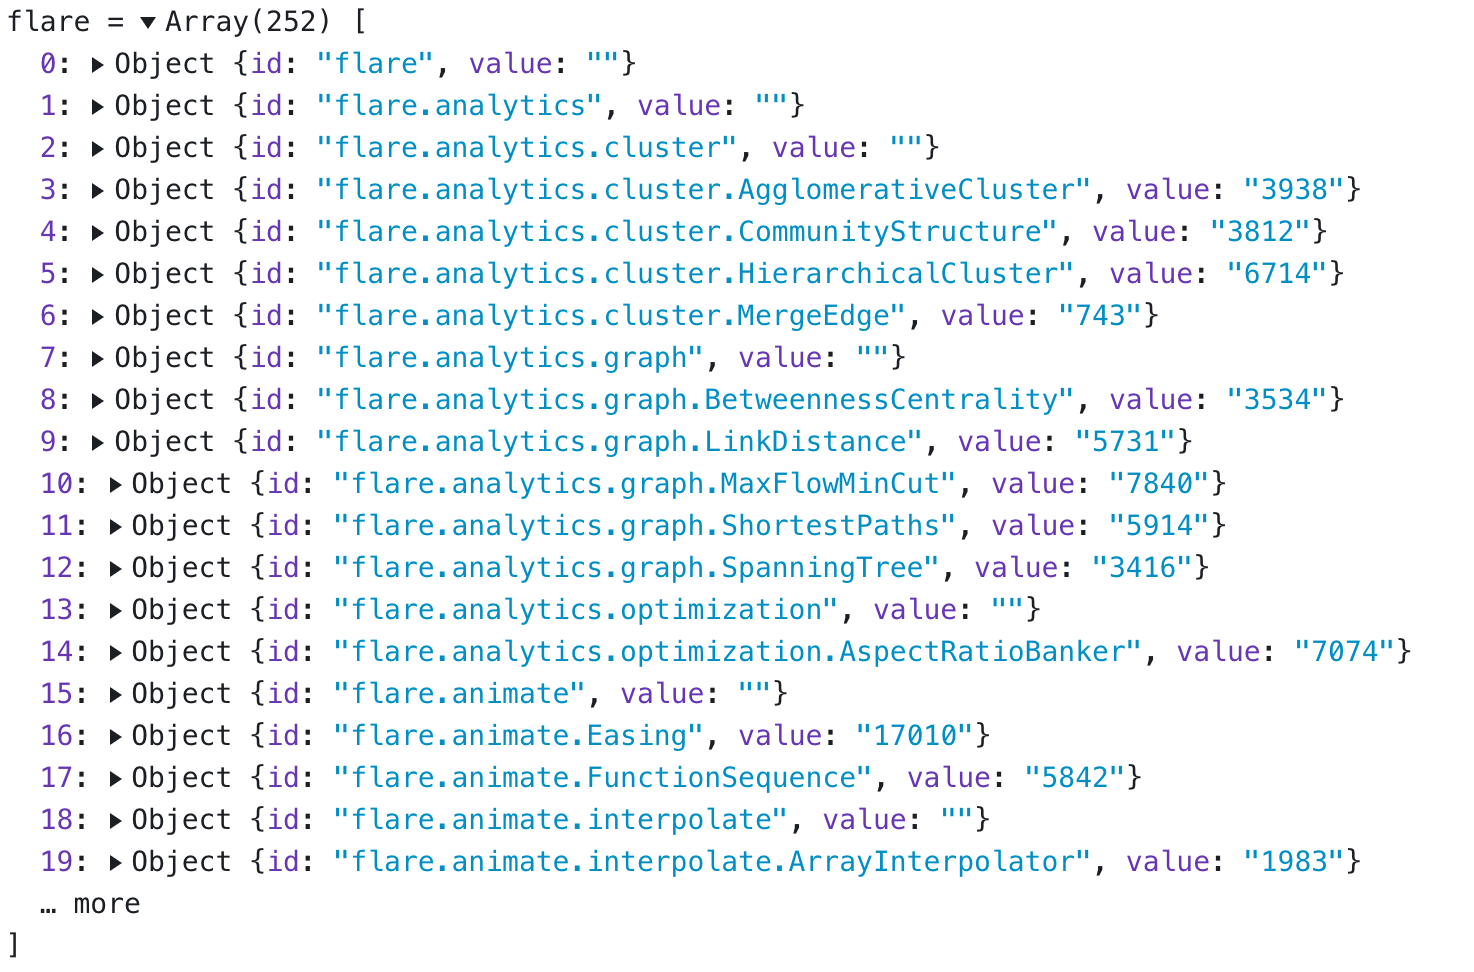 flare = ▼Array(252) [
0: ▶Object {id: "flare", value: ""}
1: ▶Object {id: "flare.analytics", value: ""}
2: ▶Object {id: "flare.analytics.cluster", value: ""}
3: ▶Object {id: "flare.analytics.cluster.AgglomerativeCluster", value: "3938"}
4: ▶Object {id: "flare.analytics.cluster.CommunityStructure", value: "3812"}
5: ▶Object {id: "flare.analytics.cluster.HierarchicalCluster", value: "6714"}
6: ▶Object {id: "flare.analytics.cluster.MergeEdge", value: "743"}
7: ▶Object {id: "flare.analytics.graph", value: ""}
8: ▶Object {id: "flare.analytics.graph.BetweennessCentrality", value: "3534"}
9: ▶Object {id: "flare.analytics.graph.LinkDistance", value: "5731"}
10: ▶Object {id: "flare.analytics.graph.MaxFlowMinCut", value: "7840"}
11: ▶Object {id: "flare.analytics.graph.ShortestPaths", value: "5914"}
12: ▶Object {id: "flare.analytics.graph.SpanningTree", value: "3416"}
13: ▶Object {id: "flare.analytics.optimization", value: ""}
14: ▶Object {id: "flare.analytics.optimization.AspectRatioBanker", value: "7074"}
15: ▶Object {id: "flare.animate", value: ""}
16: ▶Object {id: "flare.animate.Easing", value: "17010"}
17: ▶Object {id: "flare.animate.FunctionSequence", value: "5842"}
18: ▶Object {id: "flare.animate.interpolate", value: ""}
19: ▶Object {id: "flare.animate.interpolate.ArrayInterpolator", value: "1983"}
… more
]